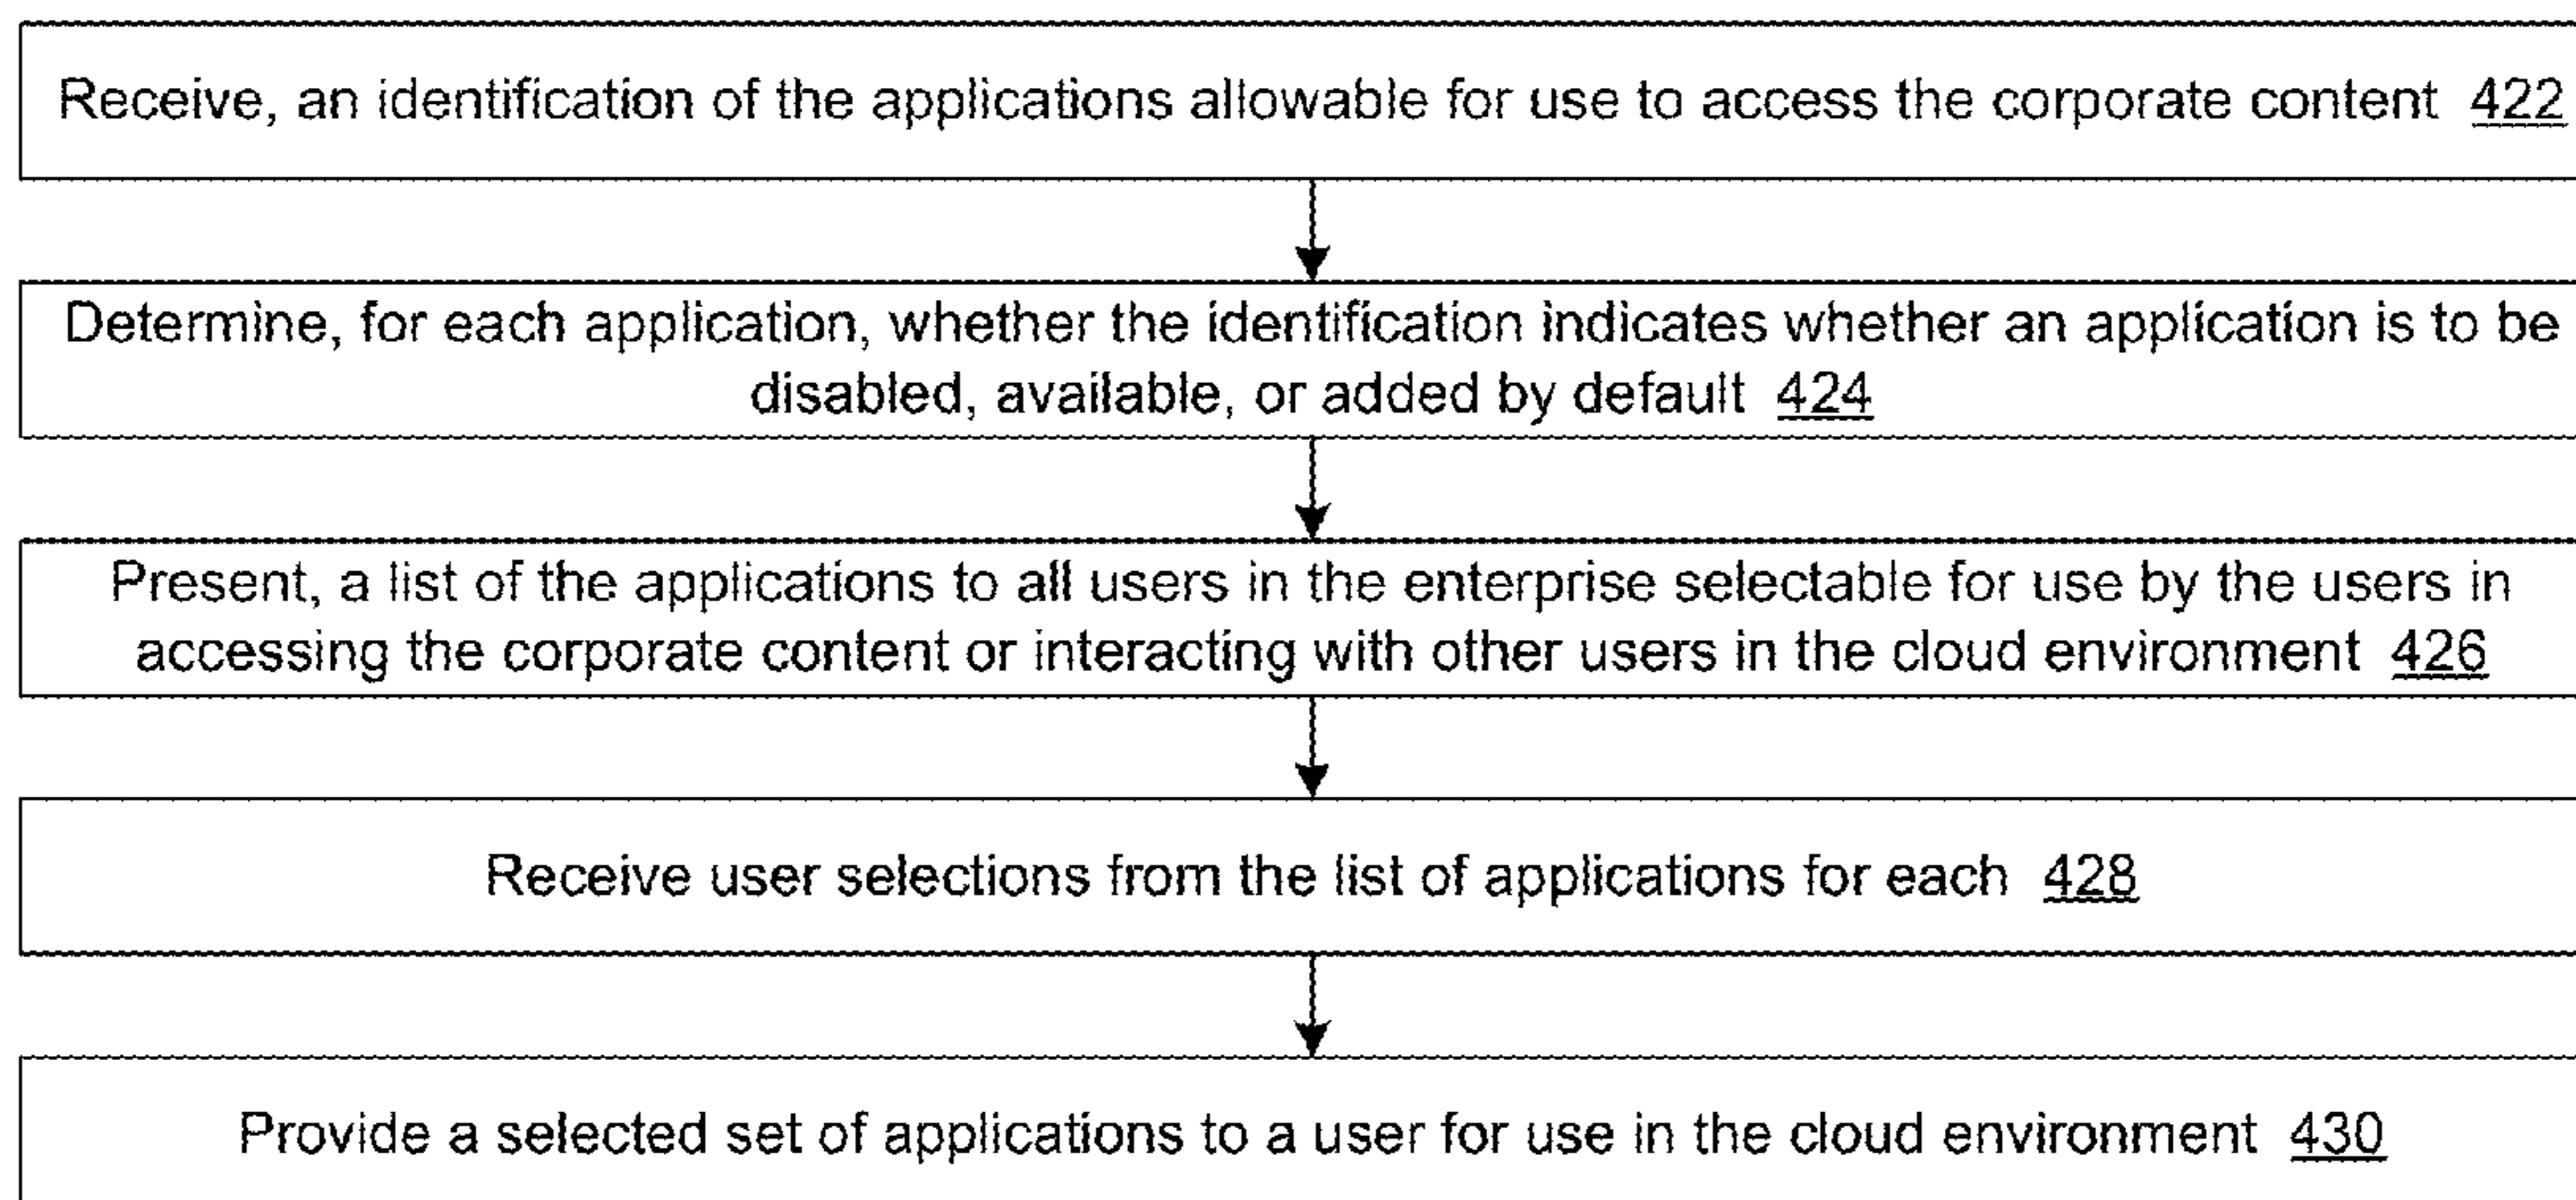 Receive, an identification of the applications allowable for use to access the corporate content 422
Determine, for each application, whether the identification indicates whether an application is to be
disabled, available, or added by default 424
Present, a list of the applications to all users in the enterprise selectable for use by the users in
accessing the corporate content or interacting with other users in the cloud environment 426
Receive user selections from the list of applications for each 428
Provide a selected set of applications to a user for use in the cloud environment 430